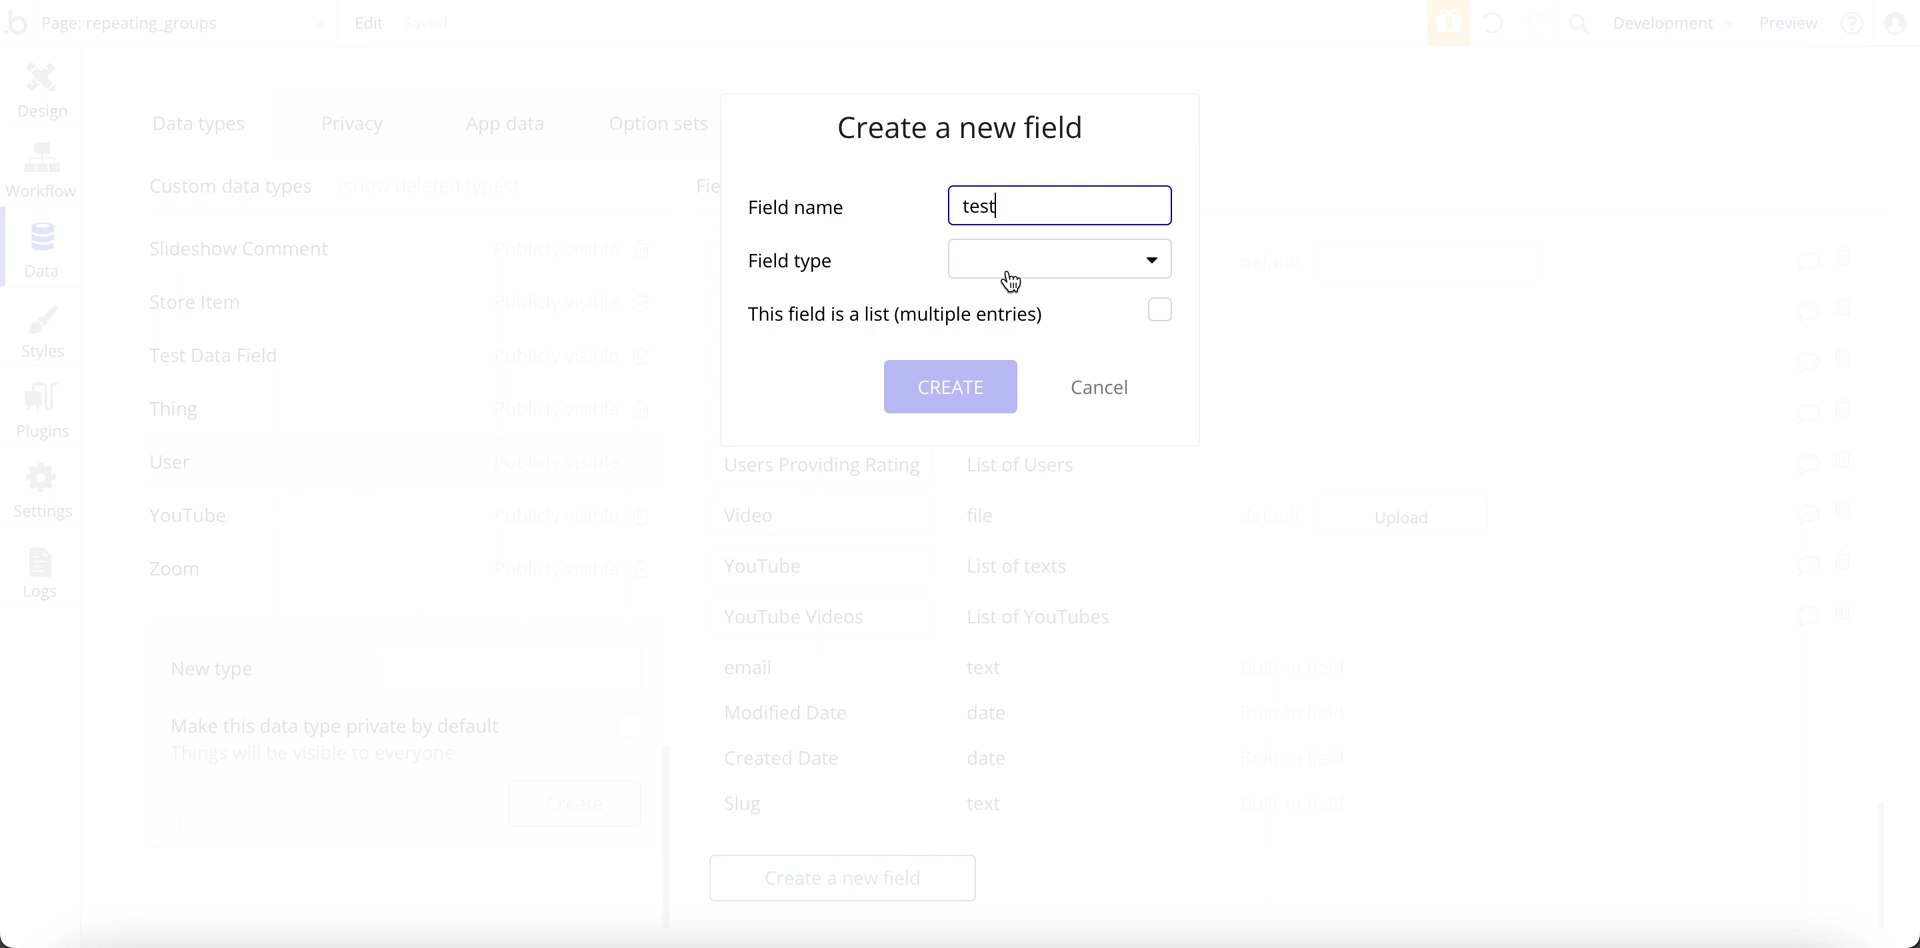 Page: repeating_groups
Edit
Saved
Development
Preview
Design
Workflow
Data
Styles
Plugins
Settings
Logs
Data types
Privacy
App data
Option sets
Custom data types
(show deleted types)
Slideshow Comment
Publicly visible
Store Item
Publicly visible
Test Data Field
Publicly visible
Thing
Publicly visible
User
Publicly visible
YouTube
Publicly visible
Zoom
Publicly visible
New type
Make this data type private by default
Things will be visible to everyone
Create
Create a new field
Field name
test
Field type
This field is a list (multiple entries)
CREATE
Cancel
Fie
default
Users Providing Rating
List of Users
Video
file
default
Upload
YouTube
List of texts
YouTube Videos
List of YouTubes
email
text
Built-in field
Modified Date
date
Built-in field
Created Date
date
Built-in field
Slug
text
Built-in field
Create a new field